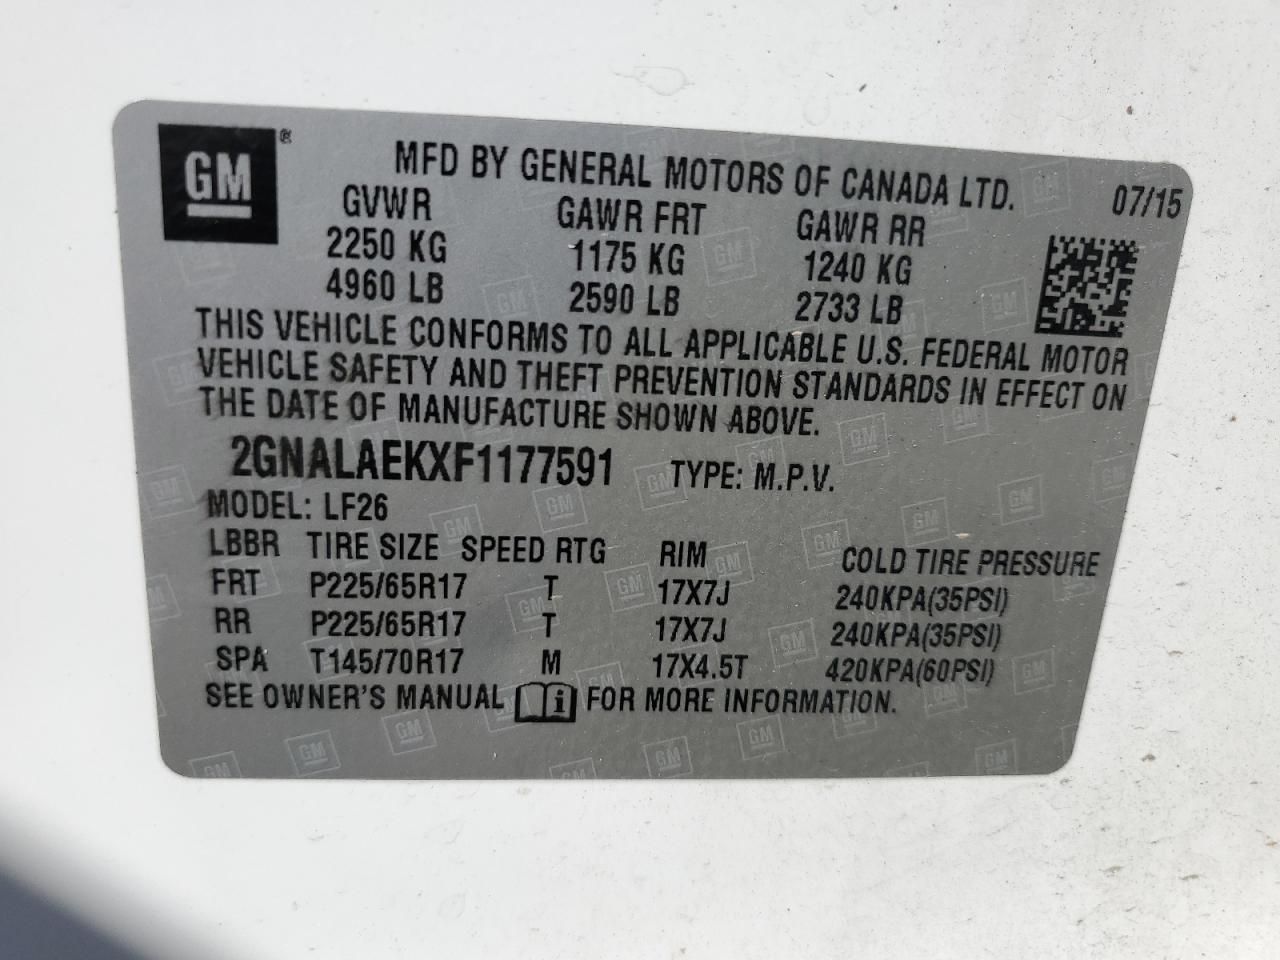 GM ®
MFD BY GENERAL MOTORS OF CANADA LTD. 07/15
GVWR GAWR FRT GAWR RR
2250 KG 1175 KG 1240 KG
4960 LB 2590 LB 2733 LB
THIS VEHICLE CONFORMS TO ALL APPLICABLE U.S. FEDERAL MOTOR
VEHICLE SAFETY AND THEFT PREVENTION STANDARDS IN EFFECT ON
THE DATE OF MANUFACTURE SHOWN ABOVE.
2GNALAEKXF1177591 TYPE: M.P.V.
MODEL: LF26
LBBR TIRE SIZE SPEED RTG RIM COLD TIRE PRESSURE
FRT P225/65R17 T 17X7J 240KPA(35PSI)
RR P225/65R17 T 17X7J 240KPA(35PSI)
SPA T145/70R17 M 17X4.5T 420KPA(60PSI)
SEE OWNER'S MANUAL i FOR MORE INFORMATION.